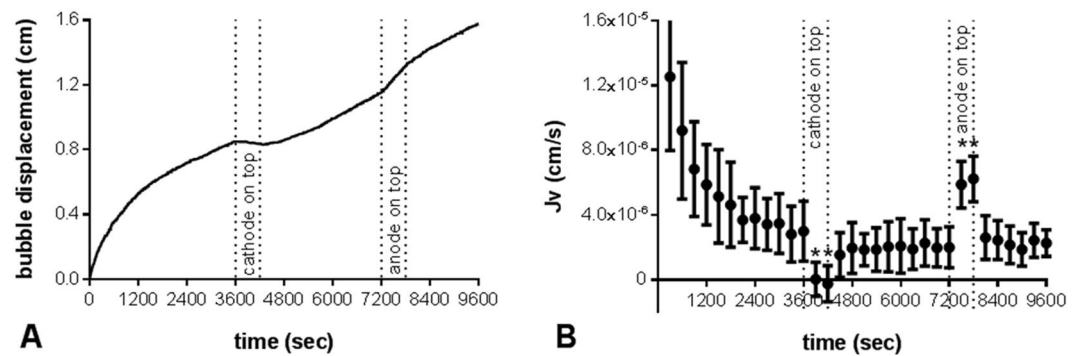 1.6
1.2
0.8
0.4
0.0
bubble displacement (cm)
cathode on top
anode on top
0 1200 2400 3600 4800 6000 7200 8400 9600
time (sec)
A
1.6x10-5
1.2x10-5
8.0x10-6
4.0x10-6
0
Jv (cm/s)
cathode on top
anode on top
**
**
1200 2400 3600 4800 6000 7200 8400 9600
time (sec)
B